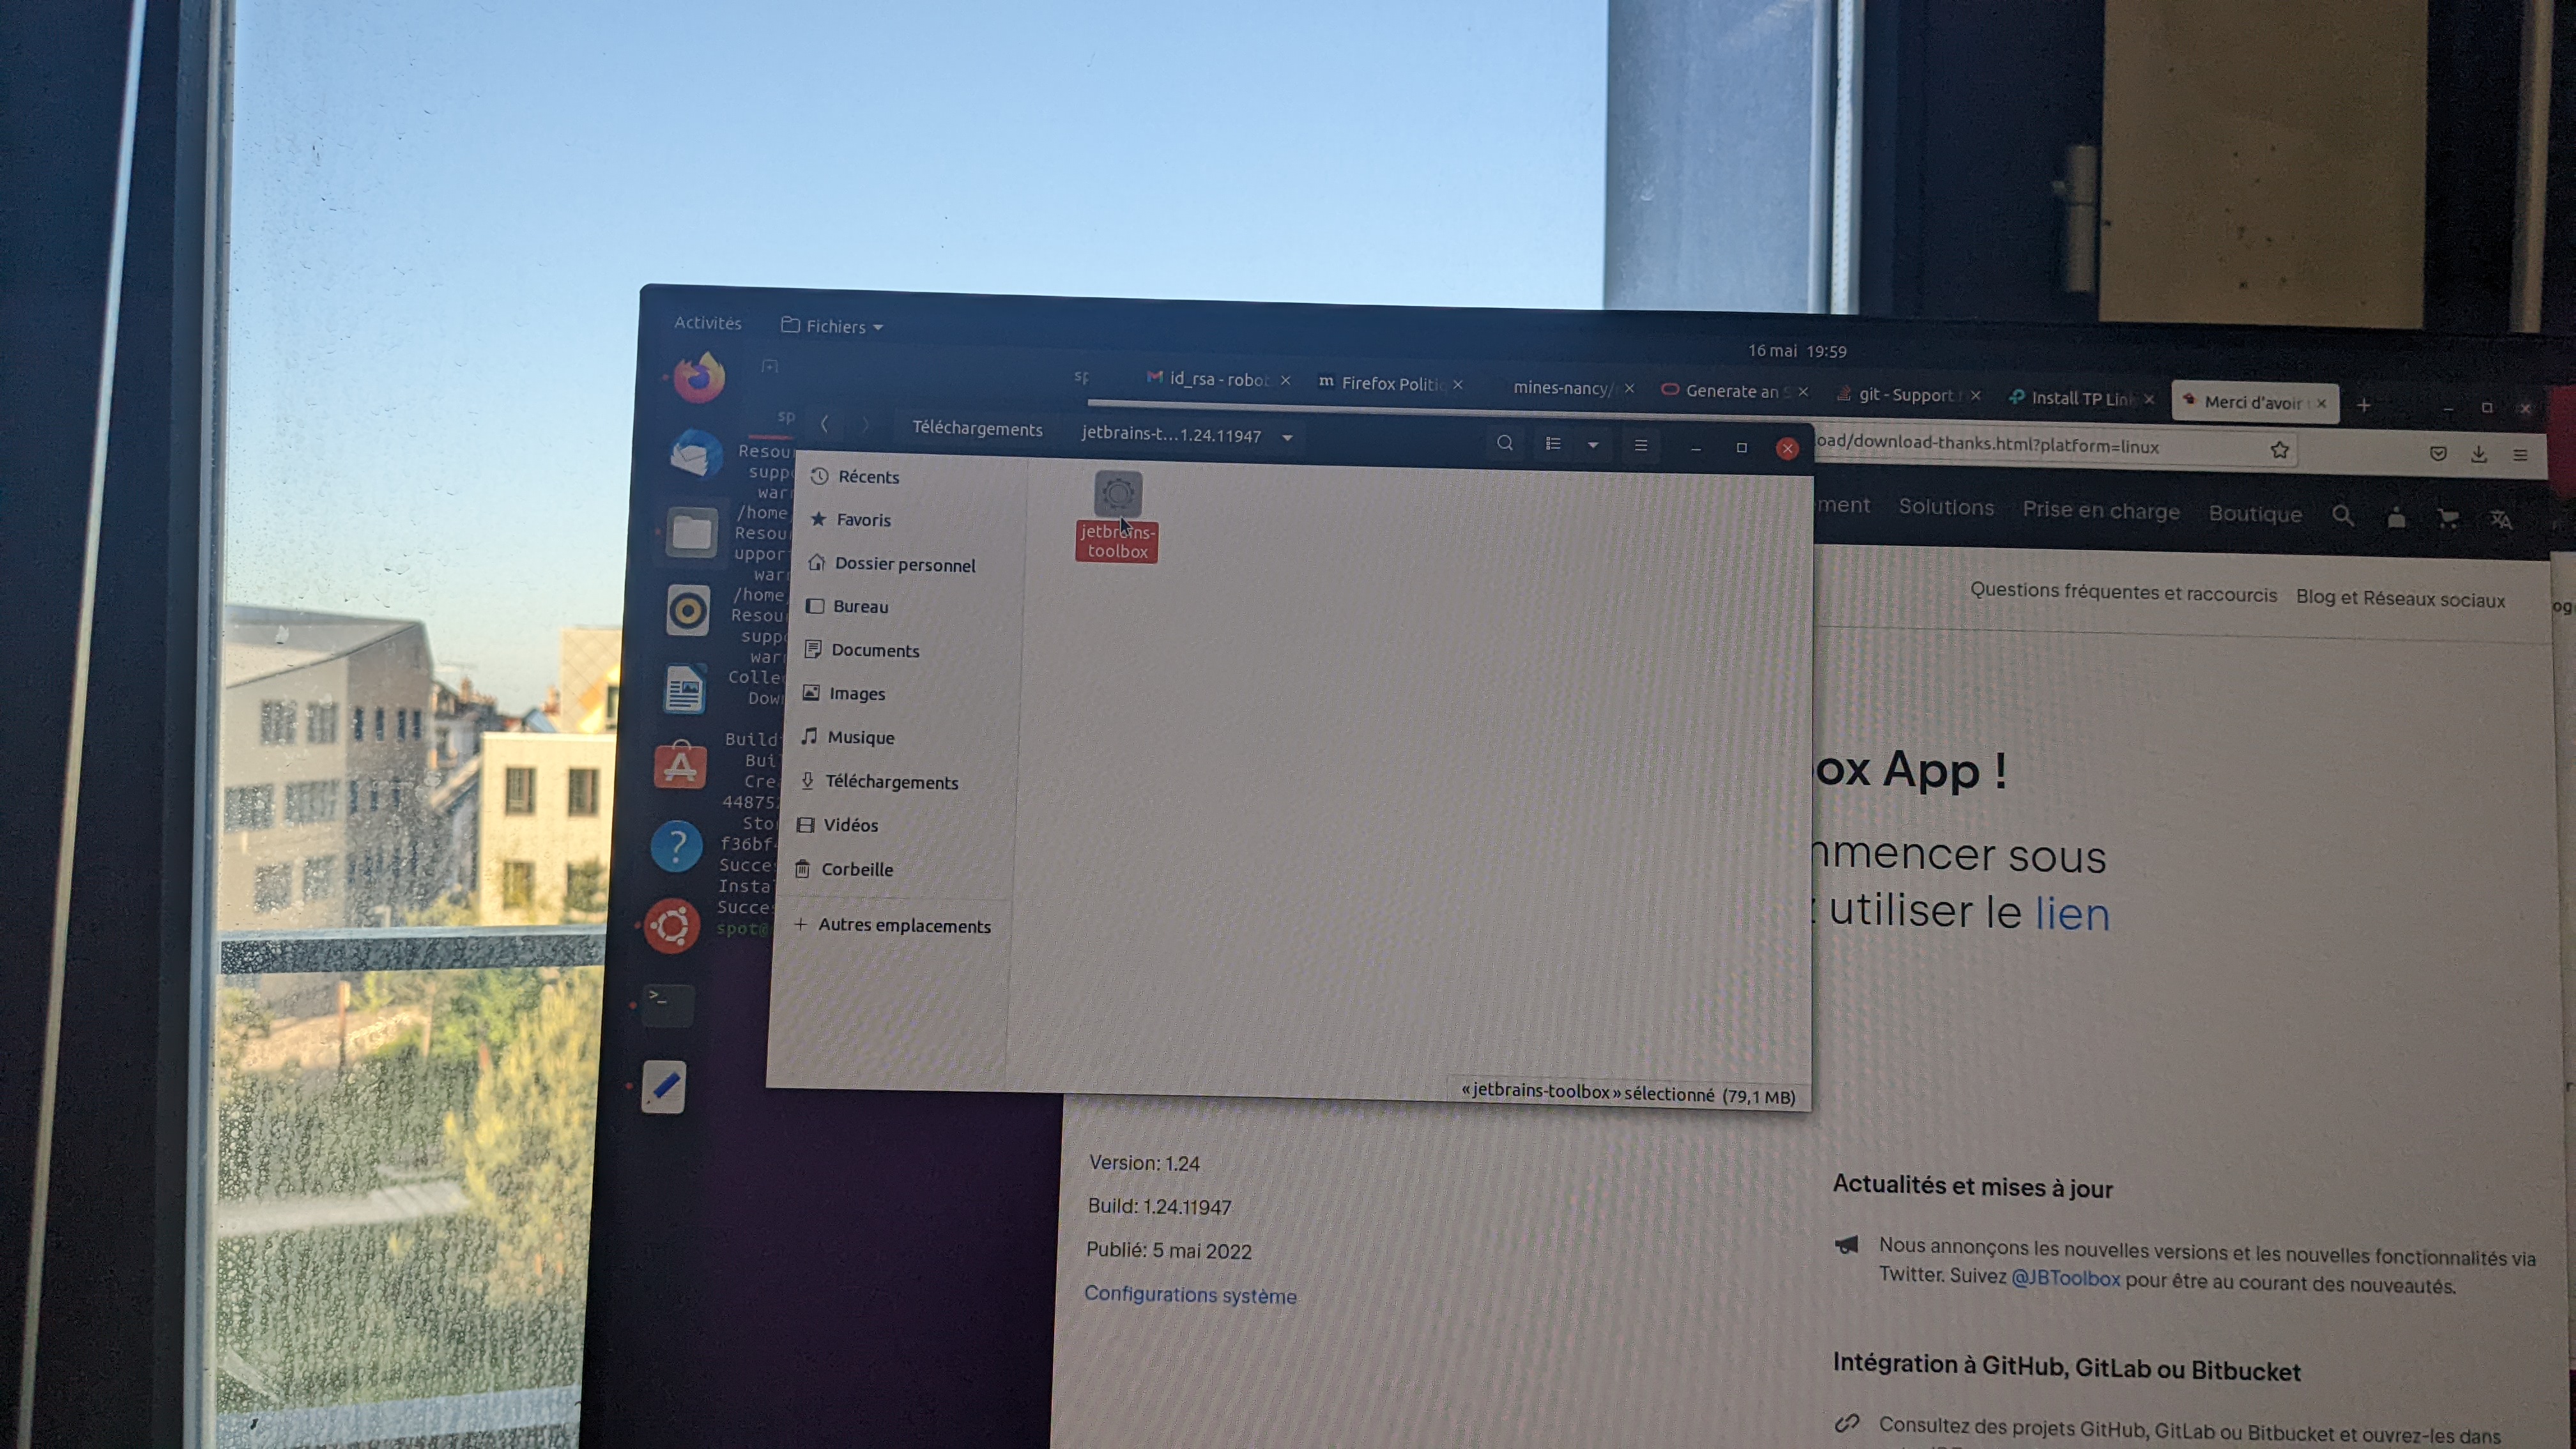 Activités
Fichiers
16 mai 19:59
sp
id_rsa - robo
Firefox Politi
mines-nancy/
Generate an S
git - Support
Install TP Link
Merci d'avoir
oad/download-thanks.html?platform=linux
ment
Solutions
Prise en charge
Boutique
Questions fréquentes et raccourcis
Blog et Réseaux sociaux
og
sp
Resou
supp
war
/home
Resou
uppor
war
/home
Resou
supp
war
Colle
Dow
Build
Bui
Cre
44875
Sto
f36bf
Succe
Insta
Succe
spot@
Téléchargements
jetbrains-t…1.24.11947
Récents
Favoris
Dossier personnel
Bureau
Documents
Images
Musique
Téléchargements
Vidéos
Corbeille
Autres emplacements
jetbrains-
toolbox
«jetbrains-toolbox» sélectionné (79,1 MB)
ox App !
mmencer sous
utiliser le lien
Version: 1.24
Build: 1.24.11947
Publié: 5 mai 2022
Configurations système
Actualités et mises à jour
Nous annonçons les nouvelles versions et les nouvelles fonctionnalités via
Twitter. Suivez @JBToolbox pour être au courant des nouveautés.
Intégration à GitHub, GitLab ou Bitbucket
Consultez des projets GitHub, GitLab ou Bitbucket et ouvrez-les dans